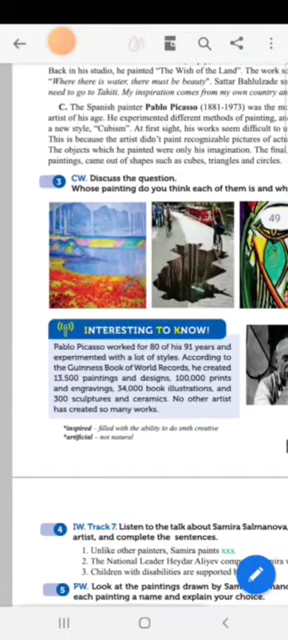 Back in his studio, he painted "The Wish of the Land". The work s
"Where there is water, there must be beauty". Sattar Bahlulzade s
need to go to Tahiti. My inspiration comes from my own country an
C. The Spanish painter Pablo Picasso (1881-1973) was the m
artist of his age. He experimented different methods of painting, an
a new style, "Cubism". At first sight, his works seem difficult to u
This is because the artist didn't paint recognizable pictures of act
The objects which he painted were only his imagination. The final
paintings, came out of shapes such as cubes, triangles and circles.
3 CW. Discuss the question.
Whose painting do you think each of them is and wh
49
INTERESTING TO KNOW!
Pablo Picasso worked for 80 of his 91 years and
experimented with a lot of styles. According to
the Guinness Book of World Records, he created
13,500 paintings and designs, 100,000 prints
and engravings, 34,000 book illustrations, and
300 sculptures and ceramics. No other artist
has created so many works.
*inspired – filled with the ability to do smth creative
*artificial – not natural
4 IW. Track 7. Listen to the talk about Samira Salmanova,
artist, and complete the sentences.
1. Unlike other painters, Samira paints xxx.
2. The National Leader Heydar Aliyev
3. Children with disabilities are supported
5 PW. Look at the paintings drawn by
each painting a name and explain your choice.